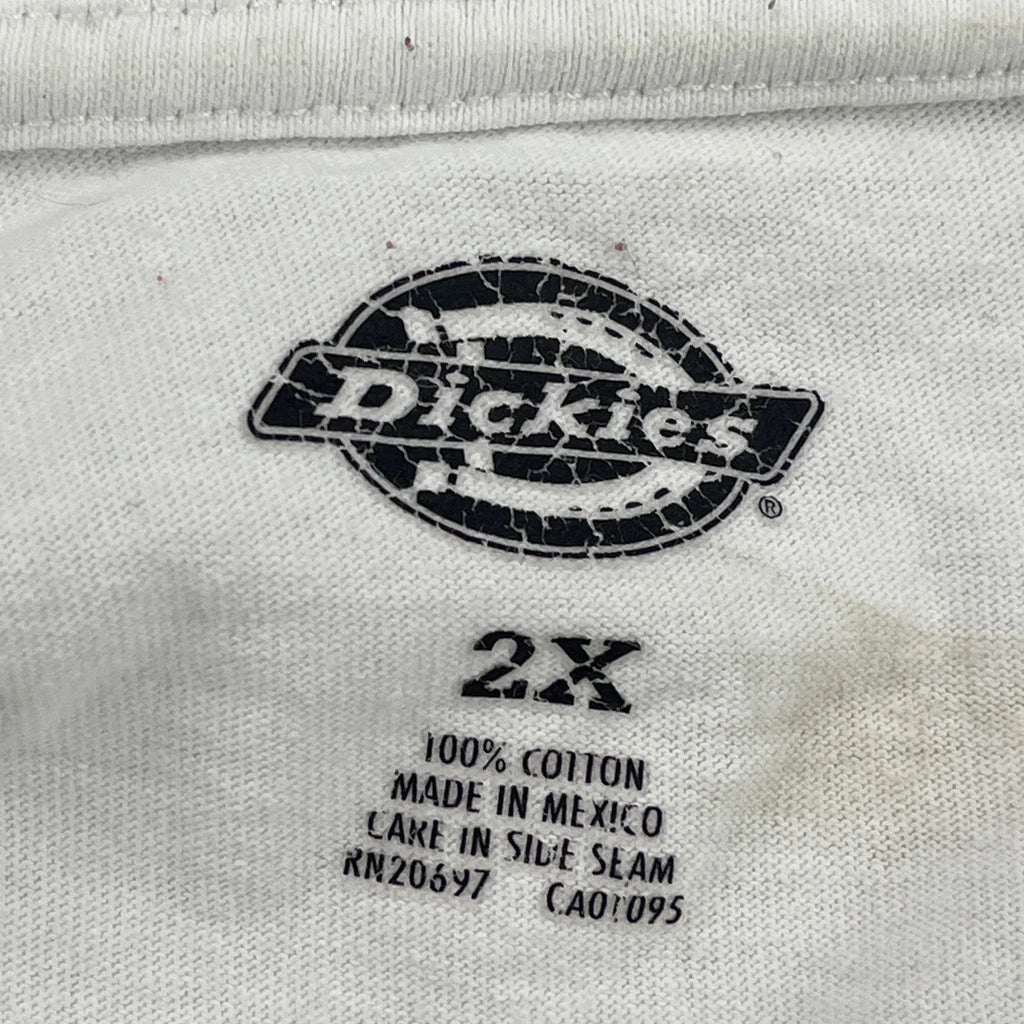 Dickies
®
2X
100% COTTON
MADE IN MEXICO
CARE IN SIDE SEAM
RN20697 CA01095